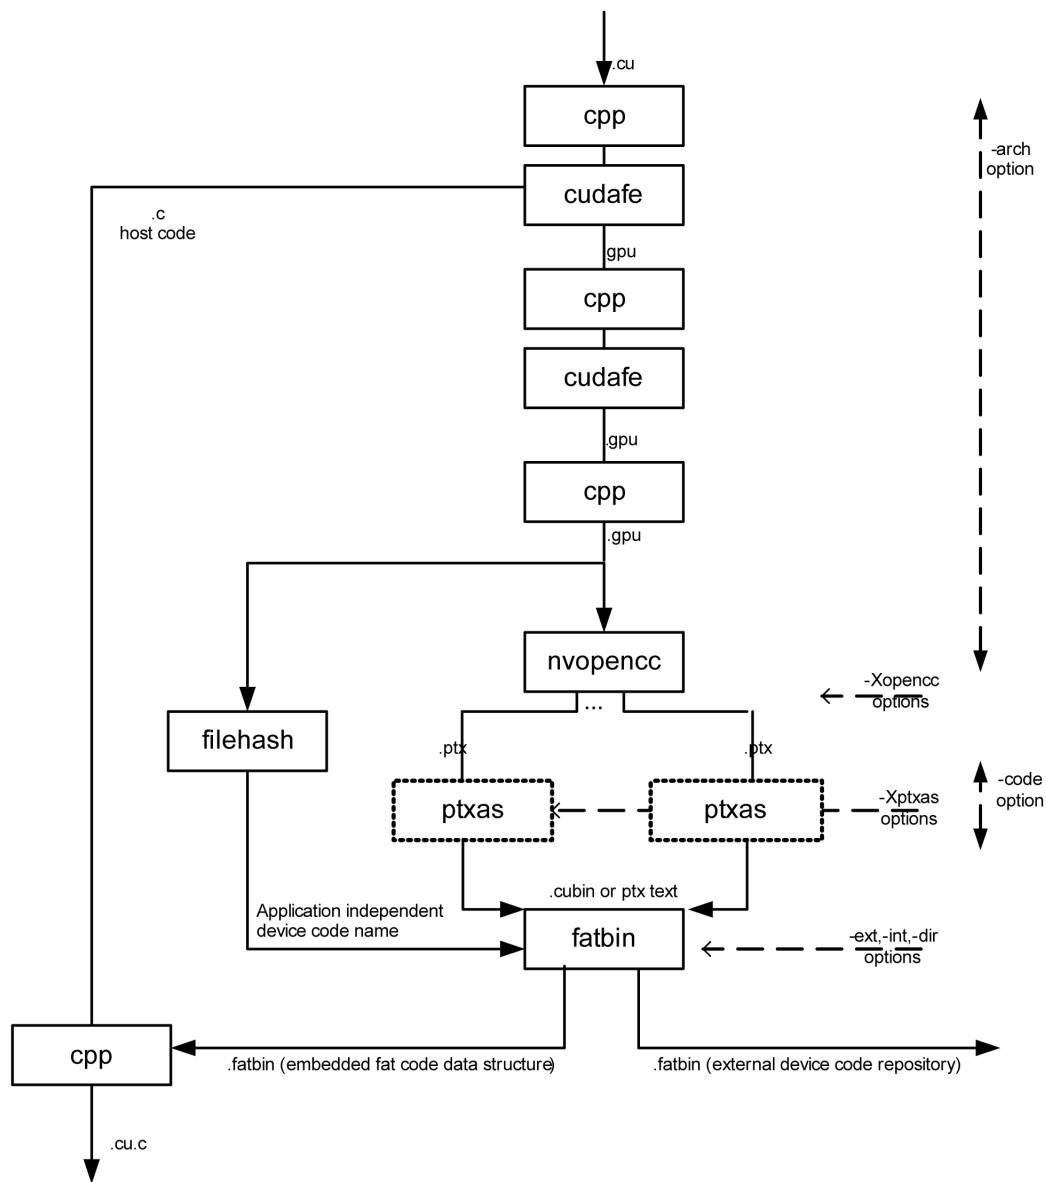 .cu
cpp
-arch
option
cudafe
.c
host code
gpu
cpp
cudafe
.gpu
cpp
.gpu
nvopencc
-Xopencc
options
...
filehash
.ptx
.ptx
-code
option
ptxas
ptxas
-Xptxas
options
.cubin or ptx text
Application independent
device code name
fatbin
-ext,-int,-dir
options
cpp
.fatbin (embedded fat code data structure)
.fatbin (external device code repository)
.cu.c